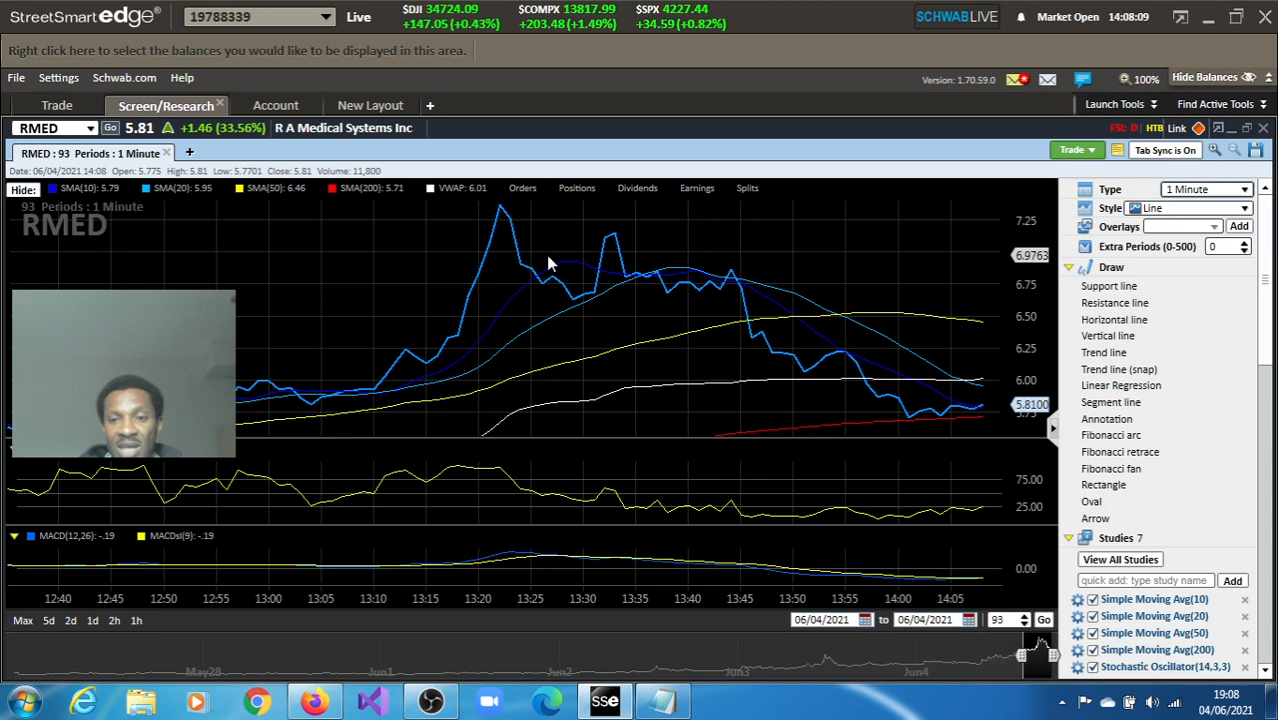 StreetSmart edge® 19788339 Live $DJI 34724.09 $COMPX 13817.99 $SPX 4227.44 SCHWABLIVE Market Open 14:08:09
+147.05 (+0.43%) +203.48 (+1.49%) +34.59 (+0.82%)
Right click here to select the balances you would like to be displayed in this area.
File Settings Schwab.com Help Version: 1.70.59.0 100% Hide Balances
Trade Screen/Research New Layout Account + Launch Tools Find Active Tools
RMED Go 5.81 +1.46 (33.56%) R A Medical Systems Inc FSI: D HTB Link
RMED : 93 Periods : 1 Minute + Trade Tab Sync is On
Date: 06/04/2021 14:08 Open: 5.775 High: 5.81 Low: 5.7701 Close: 5.81 Volume: 11,800
Hide: SMA(10): 5.79 SMA(20): 5.95 SMA(50): 6.46 SMA(200): 5.71 VWAP: 6.01 Orders Positions Dividends Earnings Splits
93 Periods : 1 Minute
RMED
7.25
6.9763
6.75
6.50
6.25
6.00
5.8100
5.75
75.00
25.00
MACD(12,26): -.19 MACDsl(9): -.19
0.00
12:40 12:45 12:50 12:55 13:00 13:05 13:10 13:15 13:20 13:25 13:30 13:35 13:40 13:45 13:50 13:55 14:00 14:05
Max 5d 2d 1d 2h 1h 06/04/2021 to 06/04/2021 93 Go
May28 Jun1 Jun2 Jun3 Jun4
Type 1 Minute
Style Line
Overlays Add
Extra Periods (0-500) 0
Draw
Support line
Resistance line
Horizontal line
Vertical line
Trend line
Trend line (snap)
Linear Regression
Segment line
Annotation
Fibonacci arc
Fibonacci retrace
Fibonacci fan
Rectangle
Oval
Arrow
Studies 7
View All Studies
quick add: type study name Add
Simple Moving Avg(10)
Simple Moving Avg(20)
Simple Moving Avg(50)
Simple Moving Avg(200)
Stochastic Oscillator(14,3,3)
sse
19:08
04/06/2021